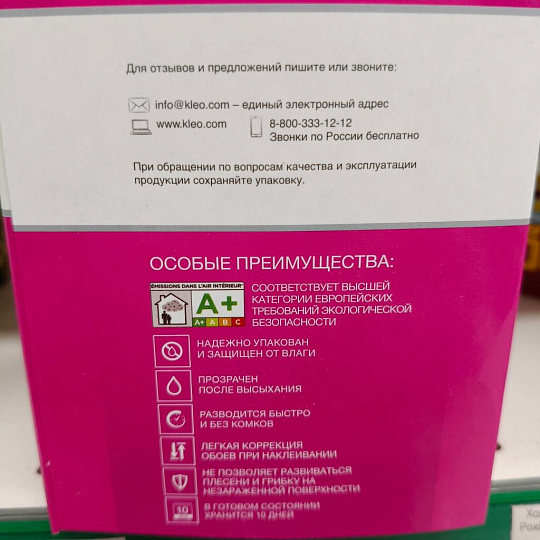 Для отзывов и предложений пишите или звоните:
info@kleo.com – единый электронный адрес
www.kleo.com
8-800-333-12-12
Звонки по России бесплатно
При обращении по вопросам качества и эксплуатации
продукции сохраняйте упаковку.
ОСОБЫЕ ПРЕИМУЩЕСТВА:
ÉMISSIONS DANS L'AIR INTÉRIEUR*
A+
A+ A B C
СООТВЕТСТВУЕТ ВЫСШЕЙ
КАТЕГОРИИ ЕВРОПЕЙСКИХ
ТРЕБОВАНИЙ ЭКОЛОГИЧЕСКОЙ
БЕЗОПАСНОСТИ
НАДЕЖНО УПАКОВАН
И ЗАЩИЩЕН ОТ ВЛАГИ
ПРОЗРАЧЕН
ПОСЛЕ ВЫСЫХАНИЯ
РАЗВОДИТСЯ БЫСТРО
И БЕЗ КОМКОВ
ЛЕГКАЯ КОРРЕКЦИЯ
ОБОЕВ ПРИ НАКЛЕИВАНИИ
НЕ ПОЗВОЛЯЕТ РАЗВИВАТЬСЯ
ПЛЕСЕНИ И ГРИБКУ НА
НЕЗАРАЖЕННОЙ ПОВЕРХНОСТИ
10
В ГОТОВОМ СОСТОЯНИИ
ХРАНИТСЯ 10 ДНЕЙ